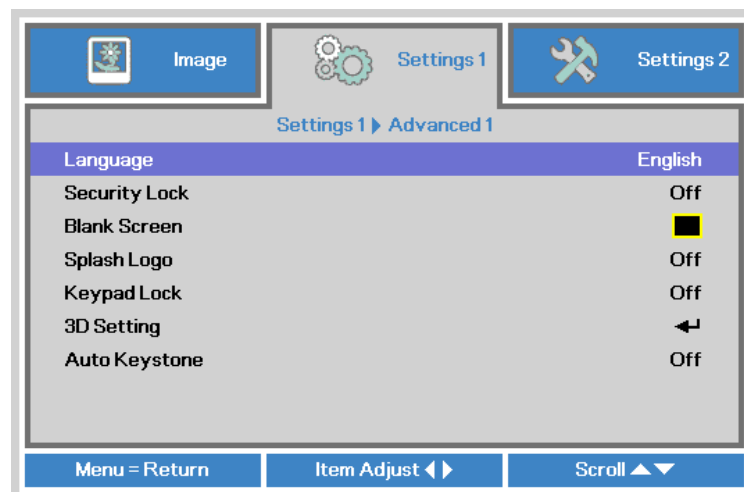 Image Settings 1 Settings 2
Settings 1 Advanced 1
Language English
Security Lock Off
Blank Screen
Splash Logo Off
Keypad Lock Off
3D Setting
Auto Keystone Off
Menu = Return Item Adjust Scroll